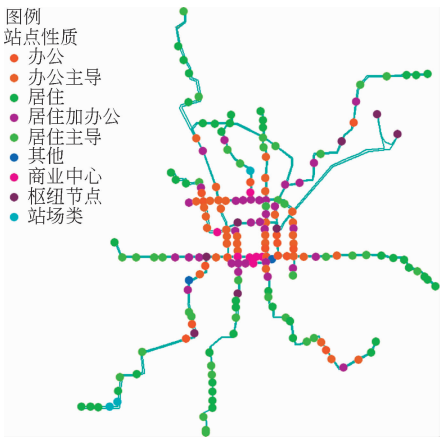 图例
站点性质
办公
办公主导
居住
居住加办公
居住主导
其他
商业中心
枢纽节点
站场类